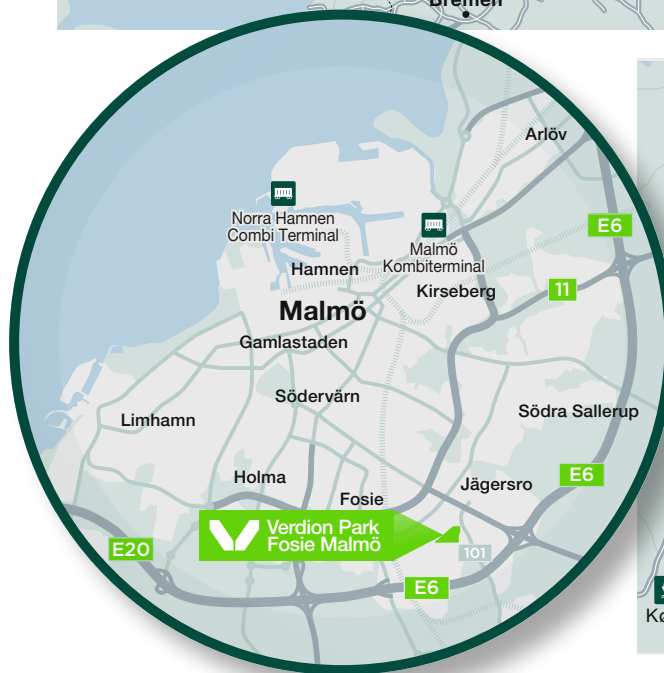 Bremen
Arlöv
Norra Hamnen
Combi Terminal
E6
Malmö
Kombiterminal
Hamnen
Kirseberg
11
Malmö
Gamlastaden
Södervärn
Limhamn
Södra Sallerup
Holma
E6
Jägersro
Fosie
Verdion Park
Fosie Malmö
E20
101
E6